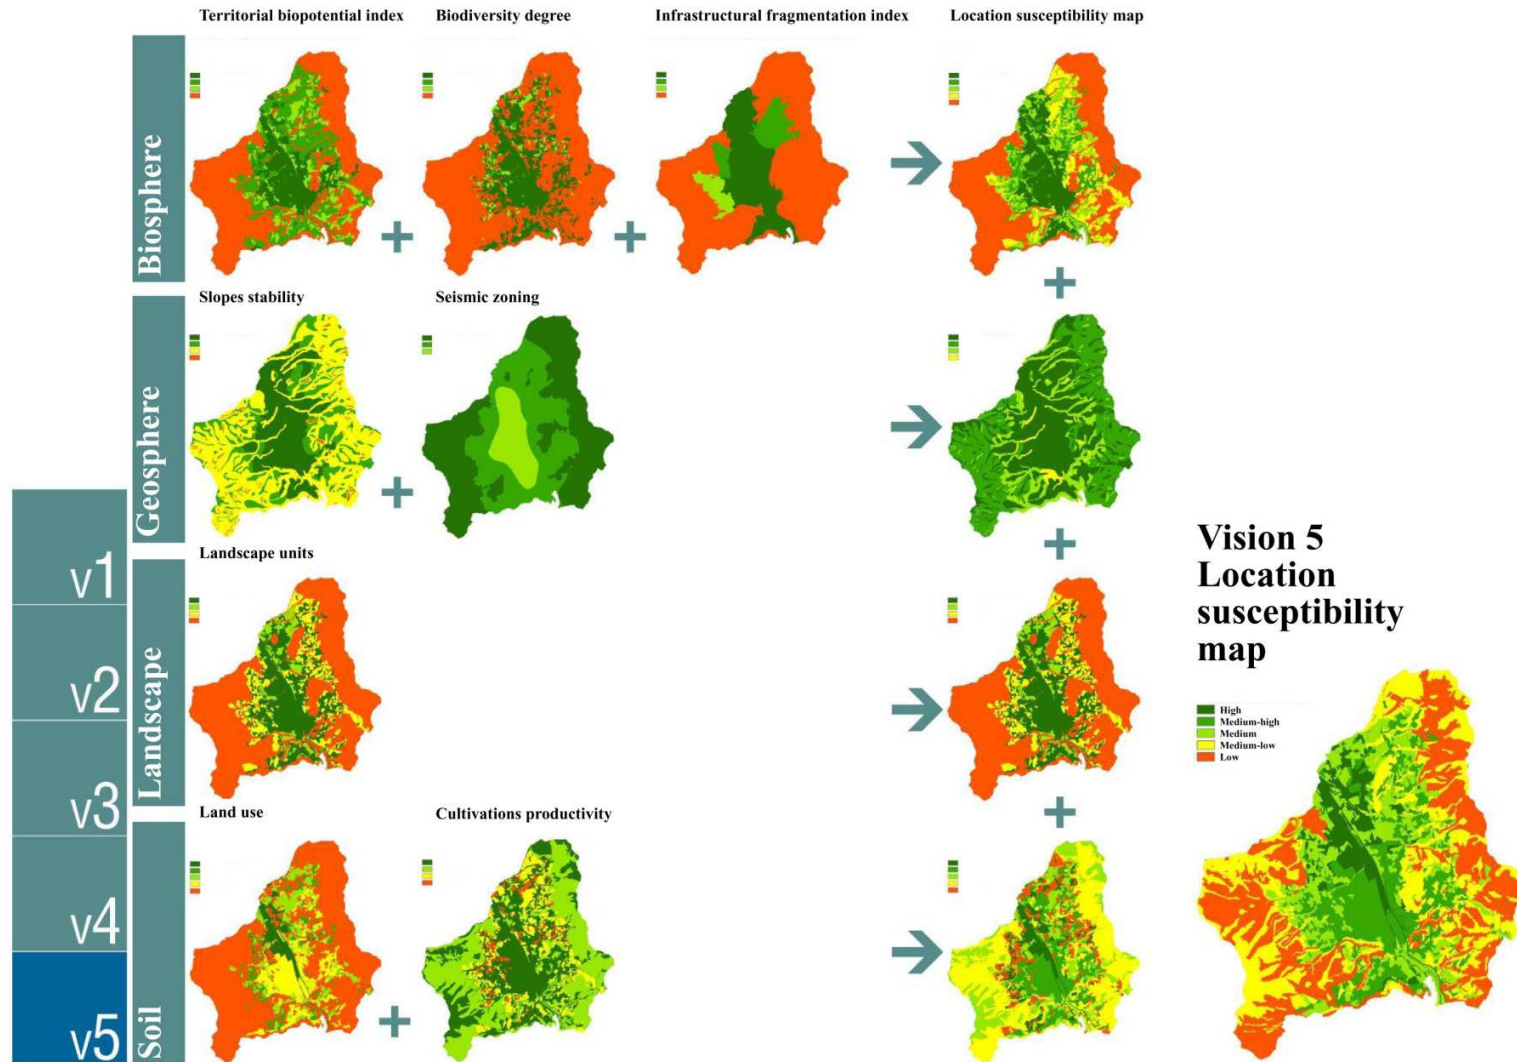 Territorial biopotential index
Biodiversity degree
Infrastructural fragmentation index
Location susceptibility map
Biosphere
Slopes stability
Seismic zoning
Geosphere
Landscape units
Landscape
Land use
Cultivations productivity
Soil
v1
v2
v3
v4
v5
Vision 5
Location
susceptibility
map
High
Medium-high
Medium
Medium-low
Low